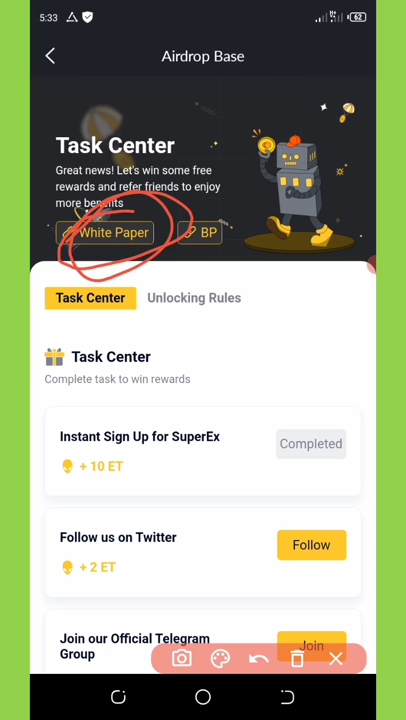 5:33
62
Airdrop Base
Task Center
Great news! Let's win some free
rewards and refer friends to enjoy
more benefits
White Paper
BP
Task Center
Unlocking Rules
Task Center
Complete task to win rewards
Instant Sign Up for SuperEx
Completed
+ 10 ET
Follow us on Twitter
Follow
+ 2 ET
Join our Official Telegram
Group
Join